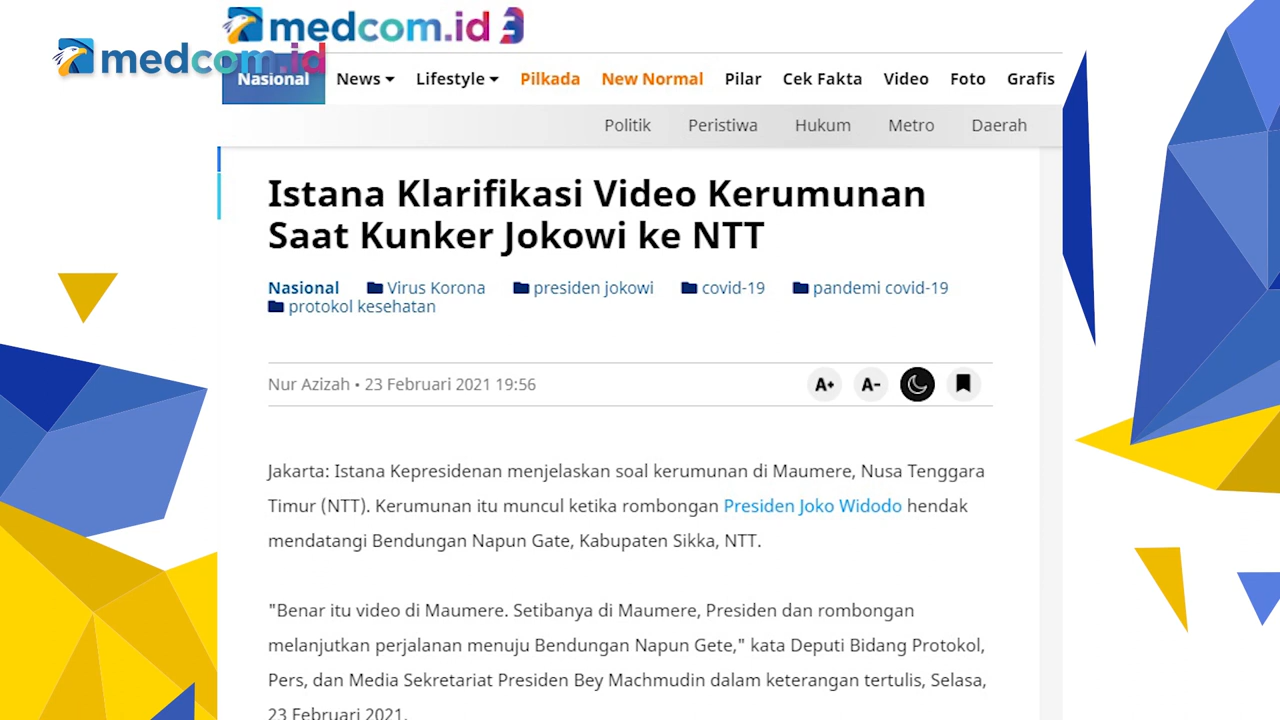 medcom.id 3
medcom.id
Nasional News Lifestyle Pilkada New Normal Pilar Cek Fakta Video Foto Grafis
Politik Peristiwa Hukum Metro Daerah
Istana Klarifikasi Video Kerumunan
Saat Kunker Jokowi ke NTT
Nasional Virus Korona presiden jokowi covid-19 pandemi covid-19
protokol kesehatan
Nur Azizah • 23 Februari 2021 19:56 A+ A-
Jakarta: Istana Kepresidenan menjelaskan soal kerumunan di Maumere, Nusa Tenggara
Timur (NTT). Kerumunan itu muncul ketika rombongan Presiden Joko Widodo hendak
mendatangi Bendungan Napun Gate, Kabupaten Sikka, NTT.
"Benar itu video di Maumere. Setibanya di Maumere, Presiden dan rombongan
melanjutkan perjalanan menuju Bendungan Napun Gete," kata Deputi Bidang Protokol,
Pers, dan Media Sekretariat Presiden Bey Machmudin dalam keterangan tertulis, Selasa,
23 Februari 2021.